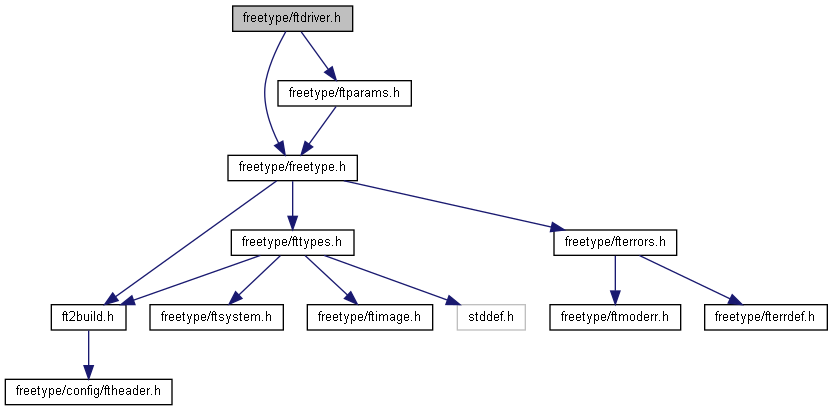 freetype/ftdriver.h
freetype/ftparams.h
freetype/freetype.h
freetype/fttypes.h
freetype/fterrors.h
ft2build.h
freetype/ftsystem.h
freetype/ftimage.h
stddef.h
freetype/ftmoderr.h
freetype/fterrdef.h
freetype/config/ftheader.h